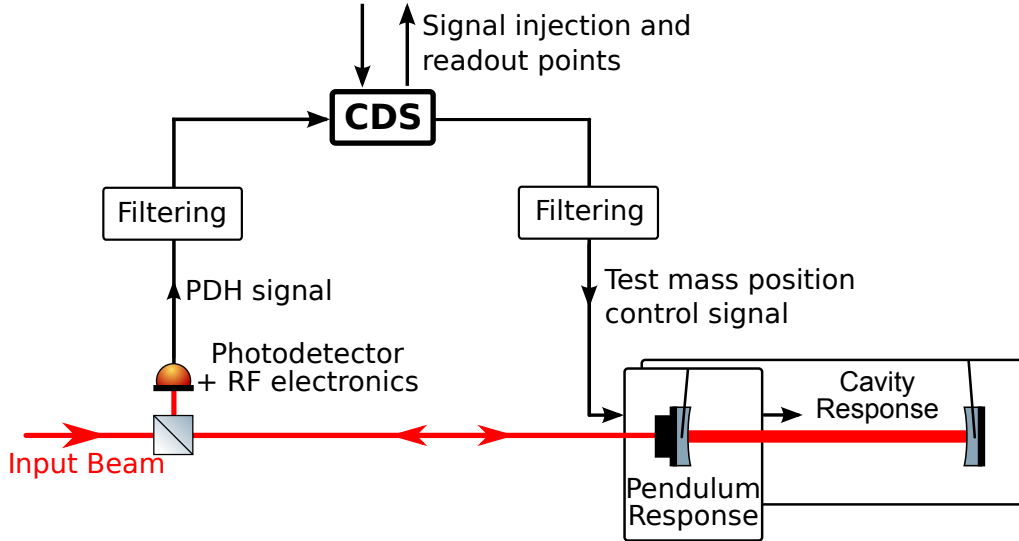 Signal injection and
readout points
CDS
Filtering
Filtering
PDH signal
Test mass position
control signal
Photodetector
+ RF electronics
Cavity
Response
Input Beam
Pendulum
Response